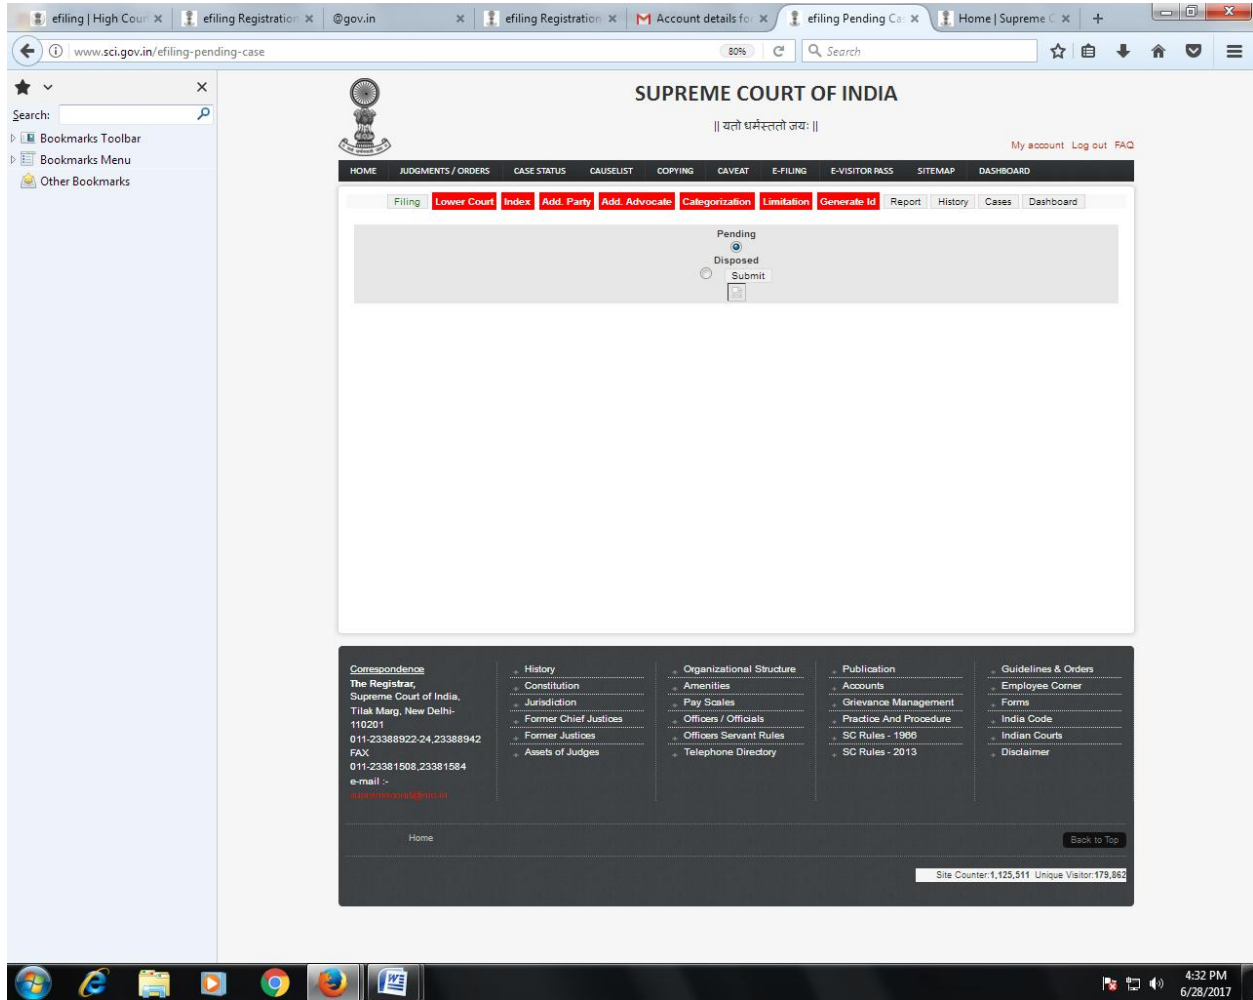 efiling | High Cour
efiling Registration
@gov.in
efiling Registration
Account details for
efiling Pending Ca
Home | Supreme C
www.sci.gov.in/efiling-pending-case
80%
Search
Search:
Bookmarks Toolbar
Bookmarks Menu
Other Bookmarks
SUPREME COURT OF INDIA
|| यतो धर्मस्ततो जयः ||
My account Log out FAQ
HOME JUDGMENTS / ORDERS CASE STATUS CAUSELIST COPYING CAVEAT E-FILING E-VISITOR PASS SITEMAP DASHBOARD
Filing Lower Court Index Add. Party Add. Advocate Categorization Limitation Generate Id Report History Cases Dashboard
Pending
Disposed
Submit
Correspondence
The Registrar,
Supreme Court of India,
Tilak Marg, New Delhi-
110201
011-23388922-24,23388942
FAX
011-23381508,23381584
e-mail :-
History
Constitution
Jurisdiction
Former Chief Justices
Former Justices
Assets of Judges
Organizational Structure
Amenities
Pay Scales
Officers / Officials
Officers Servant Rules
Telephone Directory
Publication
Accounts
Grievance Management
Practice And Procedure
SC Rules - 1966
SC Rules - 2013
Guidelines & Orders
Employee Corner
Forms
India Code
Indian Courts
Disclaimer
Home
Back to Top
Site Counter:1,125,511 Unique Visitor:179,862
4:32 PM
6/28/2017